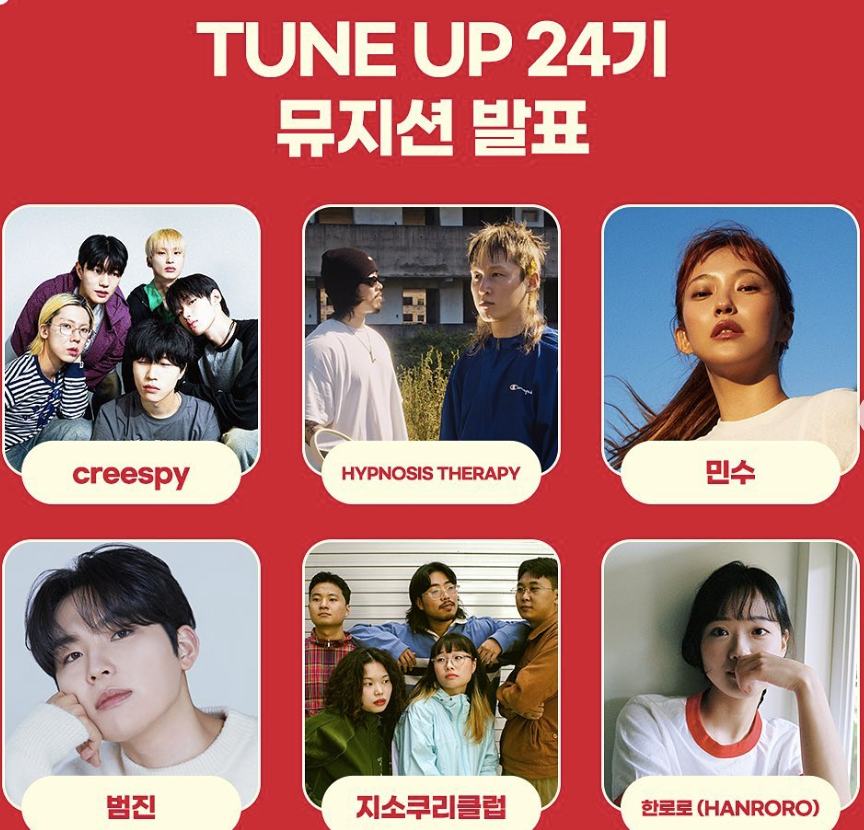 TUNE UP 24기
뮤지션 발표
creespy
HYPNOSIS THERAPY
민수
범진
지소쿠리클럽
한로로 (HANRORO)